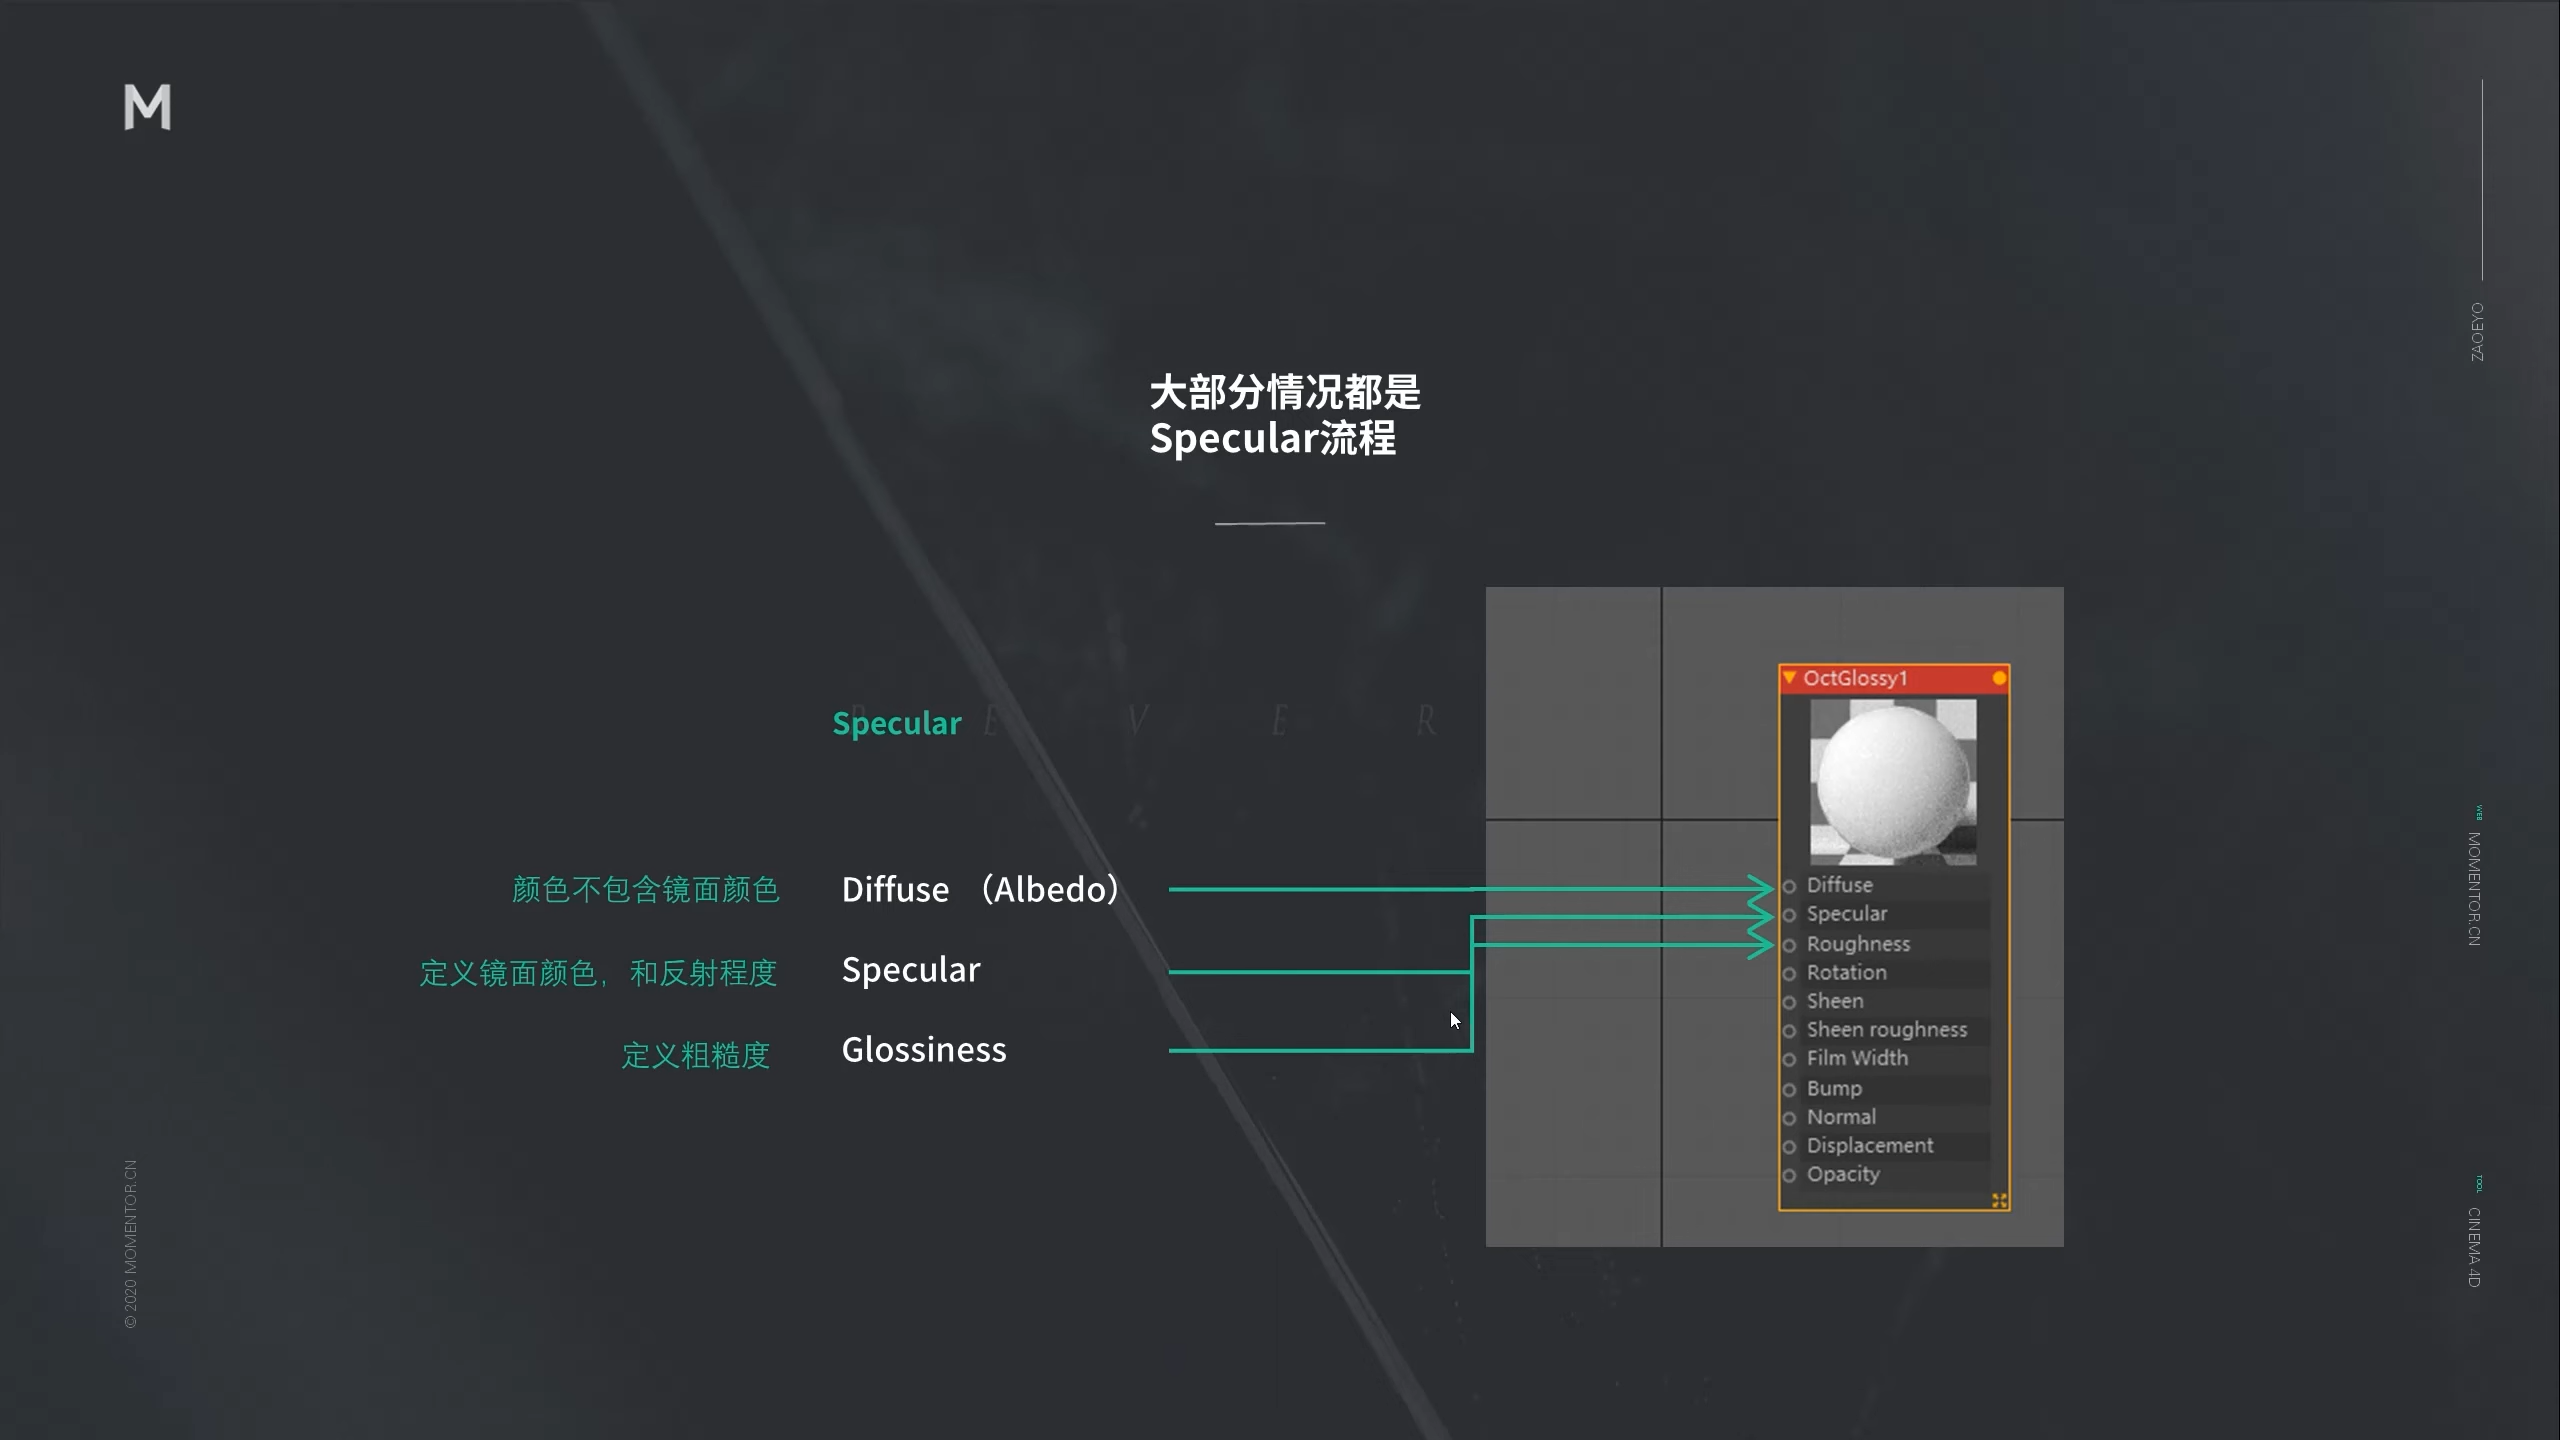 M
ZAOEYO
大部分情况都是
Specular流程
Specular
E V E R
颜色不包含镜面颜色
Diffuse （Albedo）
定义镜面颜色，和反射程度
Specular
定义粗糙度
Glossiness
OctGlossy1
Diffuse
Specular
Roughness
Rotation
Sheen
Sheen roughness
Film Width
Bump
Normal
Displacement
Opacity
WEB MOMENTOR.CN
TOOL CINEMA 4D
© 2020 MOMENTOR.CN